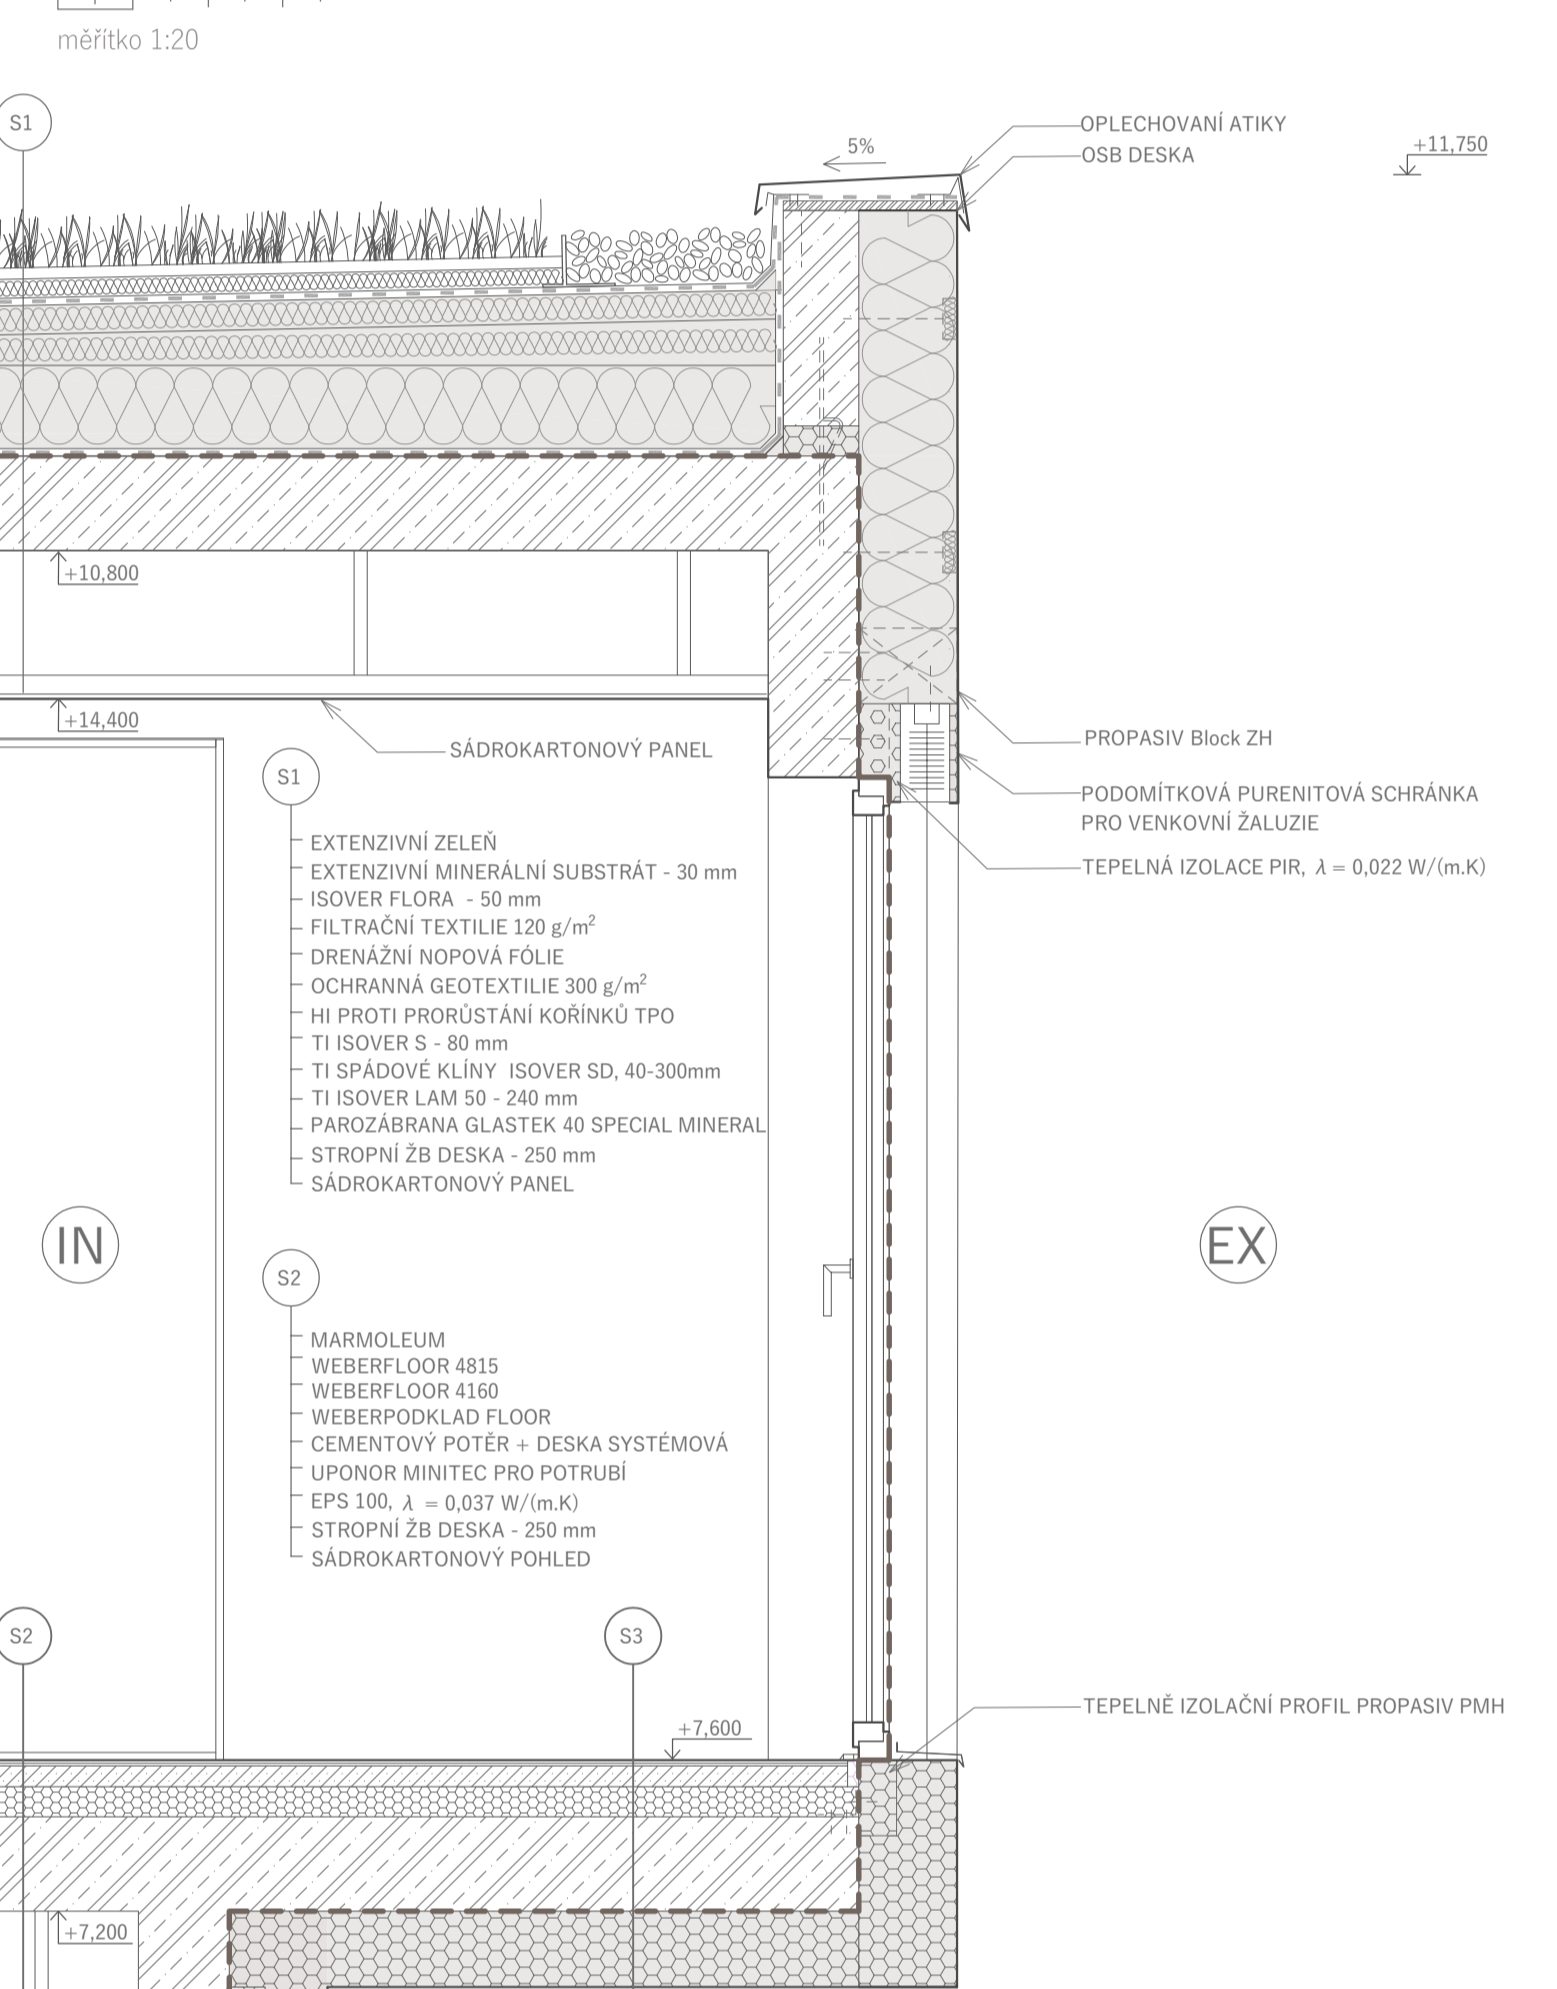 měřítko 1:20
S1
OPLECHOVANÍ ATIKY
OSB DESKA
5%
+11,750
+10,800
+14,400
SÁDROKARTONOVÝ PANEL
PROPASIV Block ZH
PODOMÍTKOVÁ PURENITOVÁ SCHRÁNKA
PRO VENKOVNÍ ŽALUZIE
TEPELNÁ IZOLACE PIR, λ = 0,022 W/(m.K)
S1
EXTENZIVNÍ ZELEŇ
EXTENZIVNÍ MINERÁLNÍ SUBSTRÁT - 30 mm
ISOVER FLORA - 50 mm
FILTRAČNÍ TEXTILIE 120 g/m²
DRENÁŽNÍ NOPOVÁ FÓLIE
OCHRANNÁ GEOTEXTILIE 300 g/m²
HI PROTI PRORŮSTÁNÍ KOŘÍNKŮ TPO
TI ISOVER S - 80 mm
TI SPÁDOVÉ KLÍNY ISOVER SD, 40-300mm
TI ISOVER LAM 50 - 240 mm
PAROZÁBRANA GLASTEK 40 SPECIAL MINERAL
STROPNÍ ŽB DESKA - 250 mm
SÁDROKARTONOVÝ PANEL
IN
EX
S2
MARMOLEUM
WEBERFLOOR 4815
WEBERFLOOR 4160
WEBERPODKLAD FLOOR
CEMENTOVÝ POTĚR + DESKA SYSTÉMOVÁ
UPONOR MINITEC PRO POTRUBÍ
EPS 100, λ = 0,037 W/(m.K)
STROPNÍ ŽB DESKA - 250 mm
SÁDROKARTONOVÝ POHLED
S2
S3
TEPELNĚ IZOLAČNÍ PROFIL PROPASIV PMH
+7,600
+7,200